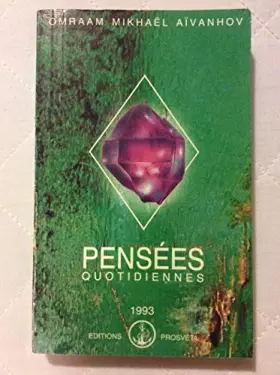 OMRAAM MIKHAËL AÏVANHOV
PENSÉES
QUOTIDIENNES
1993
EDITIONS PROSVETA